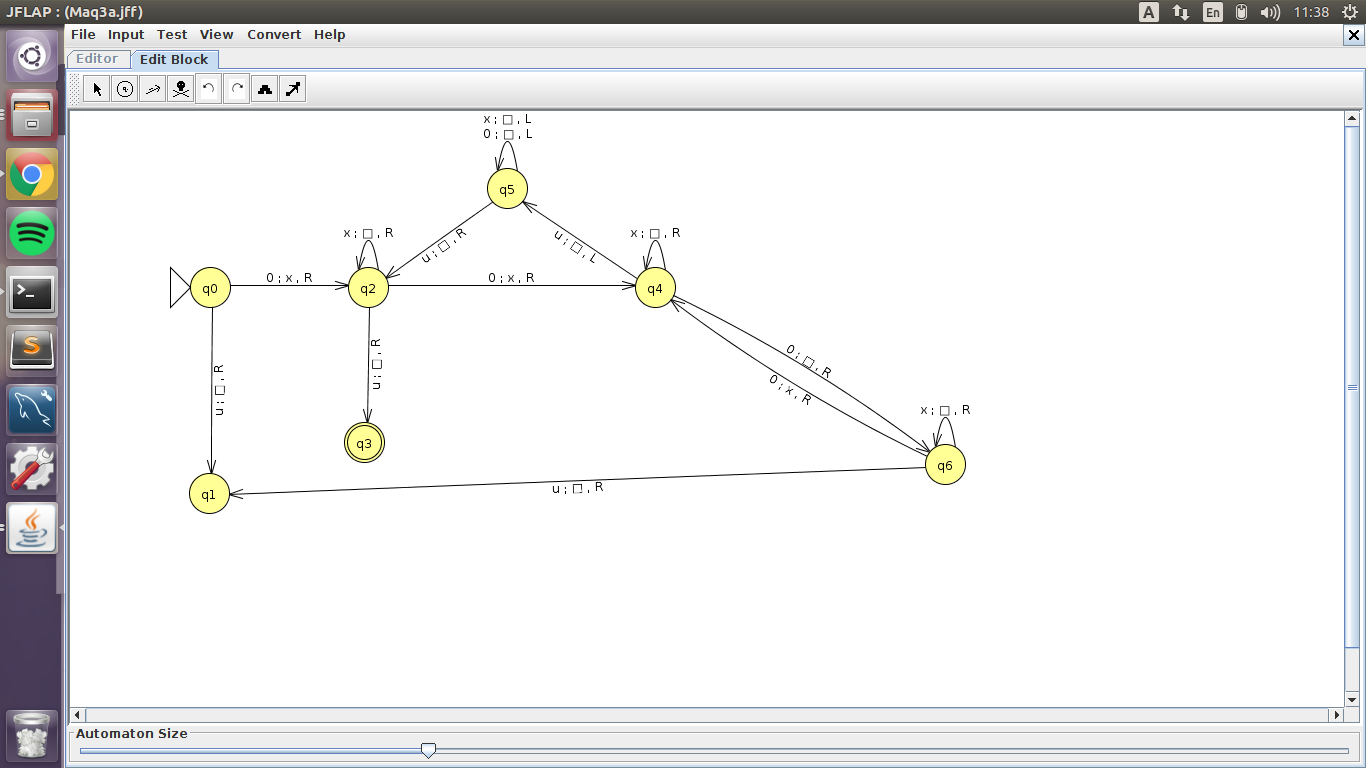 JFLAP : (Maq3a.jff)
A
En
11:38
File Input Test View Convert Help
Editor Edit Block
x ; □ , L
0 ; □ , L
q5
x ; □ , R
x ; □ , R
u ; □ , R
u ; □ , L
q0
0 ; x , R
q2
0 ; x , R
q4
u ; □ , R
u ; □ , R
0 ; □ , R
0 ; x , R
x ; □ , R
q3
q6
q1
u ; □ , R
Automaton Size